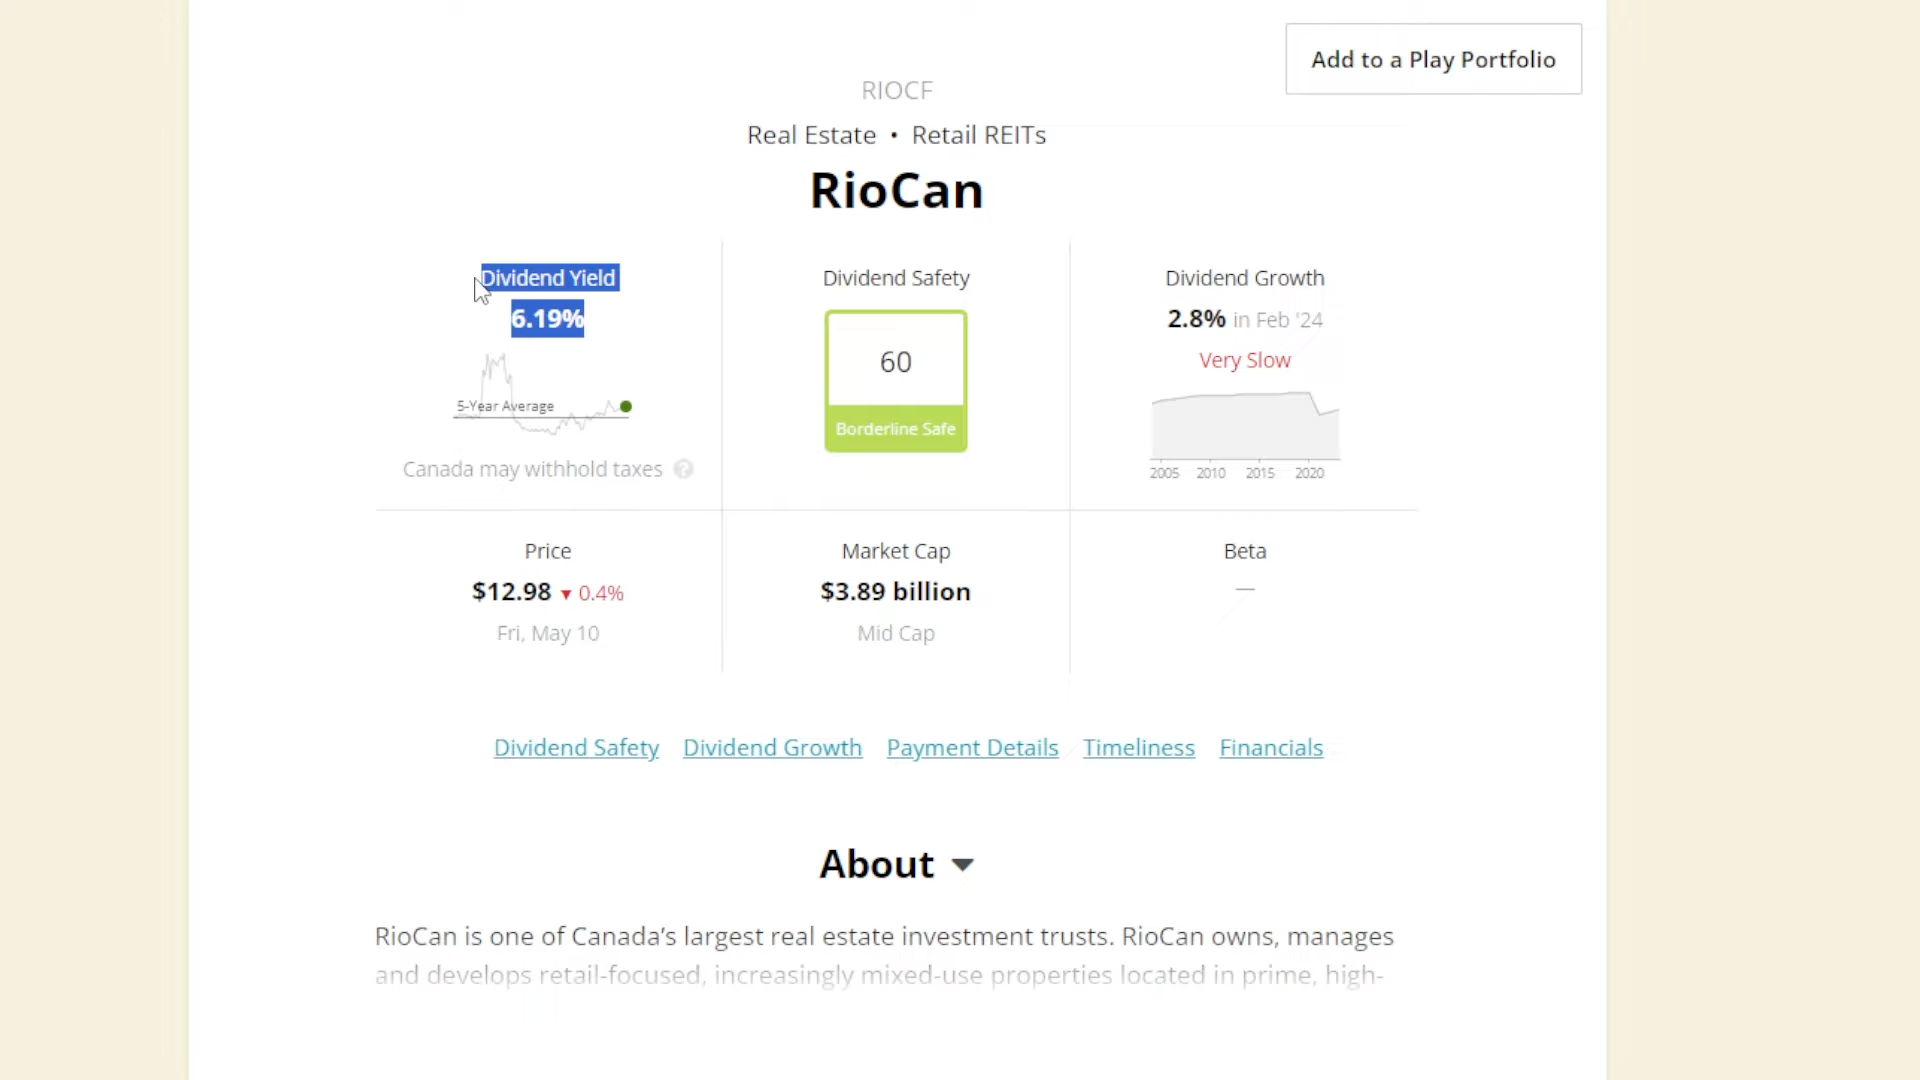 Add to a Play Portfolio
RIOCF
Real Estate • Retail REITs
RioCan
Dividend Yield
6.19%
5-Year Average
Canada may withhold taxes ?
Dividend Safety
60
Borderline Safe
Dividend Growth
2.8% in Feb '24
Very Slow
2005 2010 2015 2020
Price
$12.98 ▼ 0.4%
Fri, May 10
Market Cap
$3.89 billion
Mid Cap
Beta
—
Dividend Safety Dividend Growth Payment Details Timeliness Financials
About
RioCan is one of Canada’s largest real estate investment trusts. RioCan owns, manages
and develops retail-focused, increasingly mixed-use properties located in prime, high-